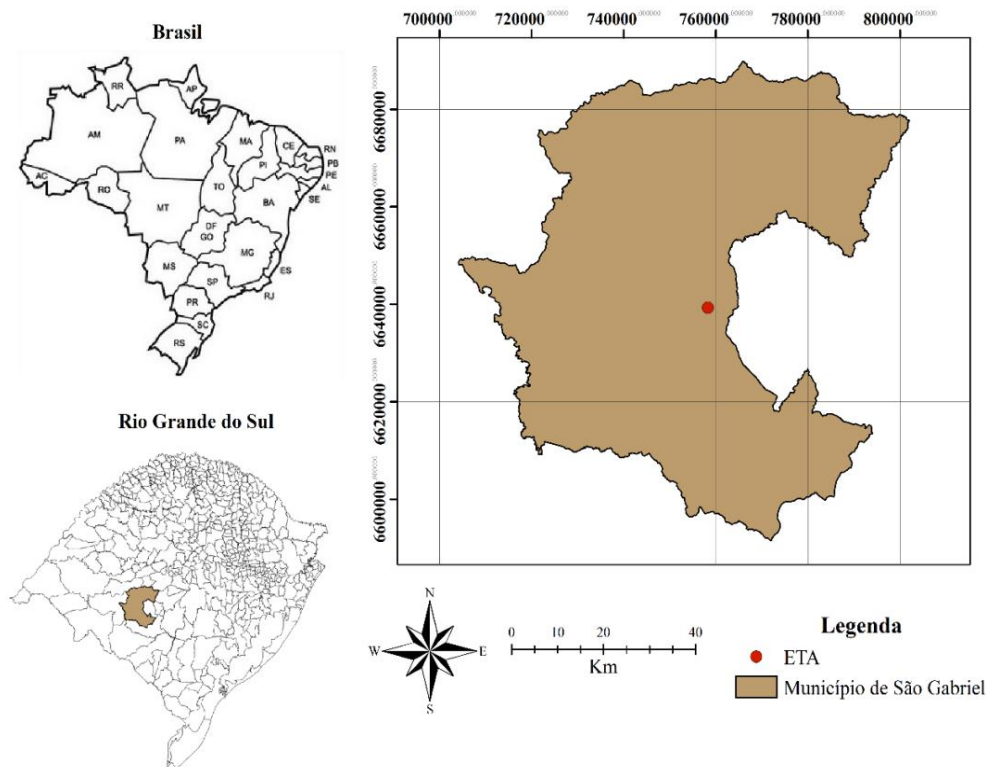 Brasil
RR
AP
AM
PA
MA
CE
RN
PB
PE
AL
SE
PI
AC
RO
TO
BA
MT
DF
GO
MG
ES
MS
SP
RJ
PR
SC
RS
Rio Grande do Sul
700000 720000 740000 760000 780000 800000
6680000
6660000
6640000
6620000
6600000
N
W E
S
0 10 20 40
Km
Legenda
ETA
Município de São Gabriel